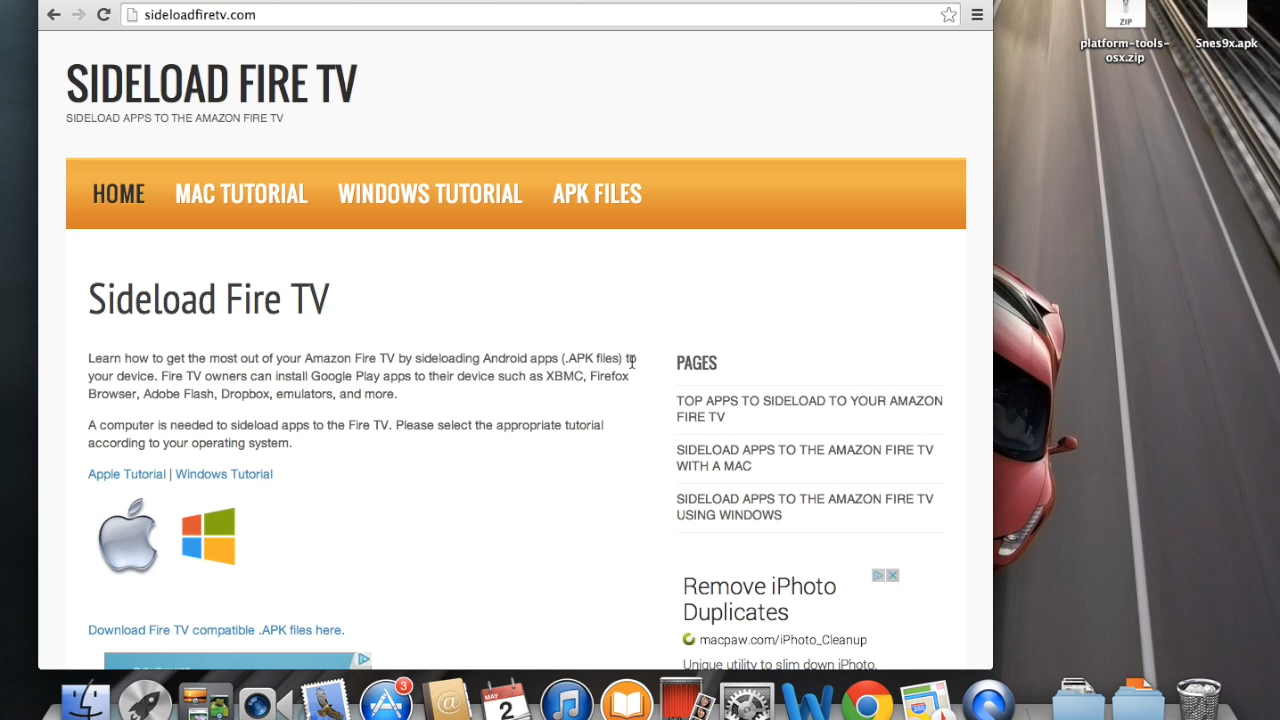 sideloadfiretv.com
ZIP
platform-tools-
osx.zip
Snes9x.apk
SIDELOAD FIRE TV
SIDELOAD APPS TO THE AMAZON FIRE TV
HOME MAC TUTORIAL WINDOWS TUTORIAL APK FILES
Sideload Fire TV
Learn how to get the most out of your Amazon Fire TV by sideloading Android apps (.APK files) to
your device. Fire TV owners can install Google Play apps to their device such as XBMC, Firefox
Browser, Adobe Flash, Dropbox, emulators, and more.
A computer is needed to sideload apps to the Fire TV. Please select the appropriate tutorial
according to your operating system.
Apple Tutorial | Windows Tutorial
Download Fire TV compatible .APK files here.
PAGES
TOP APPS TO SIDELOAD TO YOUR AMAZON
FIRE TV
SIDELOAD APPS TO THE AMAZON FIRE TV
WITH A MAC
SIDELOAD APPS TO THE AMAZON FIRE TV
USING WINDOWS
Remove iPhoto
Duplicates
macpaw.com/iPhoto_Cleanup
Unique utility to slim down iPhoto.
3
MAY
2